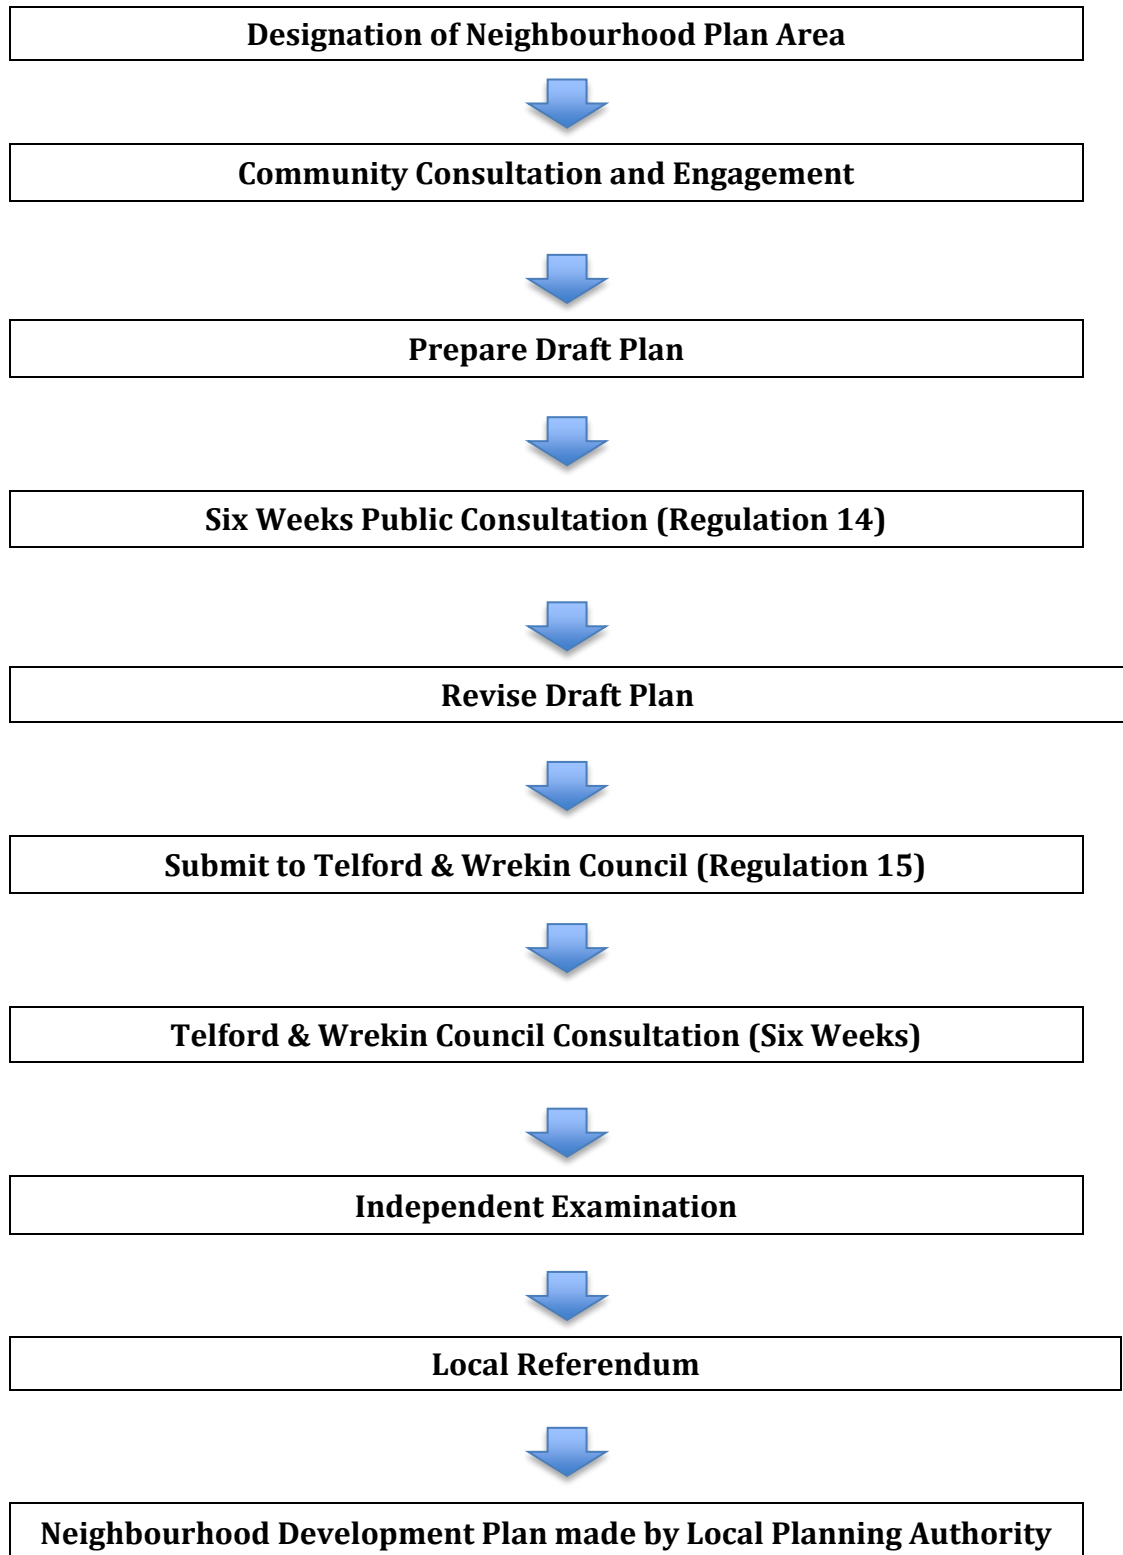 Designation of Neighbourhood Plan Area
Community Consultation and Engagement
Prepare Draft Plan
Six Weeks Public Consultation (Regulation 14)
Revise Draft Plan
Submit to Telford & Wrekin Council (Regulation 15)
Telford & Wrekin Council Consultation (Six Weeks)
Independent Examination
Local Referendum
Neighbourhood Development Plan made by Local Planning Authority